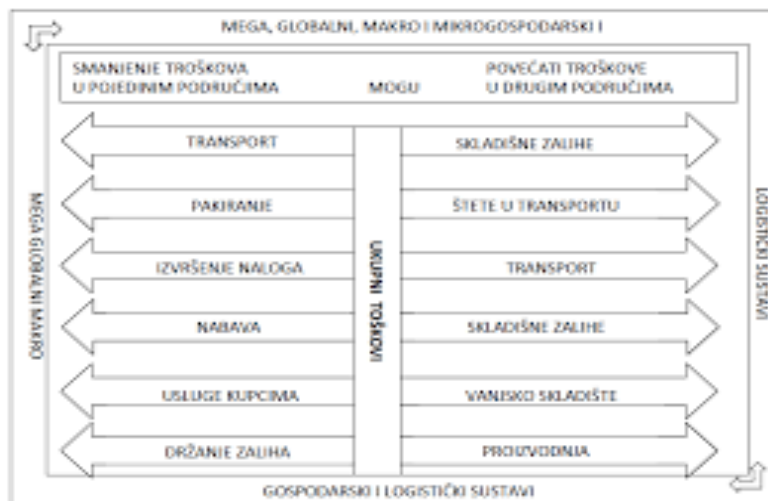 MEGA, GLOBALNI, MAKRO I MIKROGOSPODARSKI I
SMANJENJE TROŠKOVA
U POJEDINIM PODRUČJIMA
MOGU
POVEĆATI TROŠKOVE
U DRUGIM PODRUČJIMA
TRANSPORT
SKLADIŠNE ZALIHE
PAKIRANJE
ŠTETE U TRANSPORTU
IZVRŠENJE NALOGA
TRANSPORT
NABAVA
SKLADIŠNE ZALIHE
USLUGE KUPCIMA
VANJSKO SKLADIŠTE
DRŽANJE ZALIHA
PROIZVODNJA
UKUPNI TOŠKOVI
MEGA GLOBALNI MAKRO
LOGISTIČKI SUSTAVI
GOSPODARSKI I LOGISTIČKI SUSTAVI